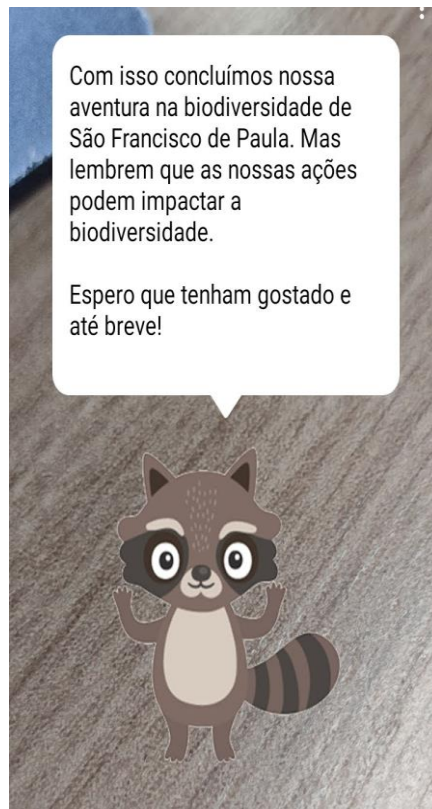 Com isso concluímos nossa
aventura na biodiversidade de
São Francisco de Paula. Mas
lembrem que as nossas ações
podem impactar a
biodiversidade.
Espero que tenham gostado e
até breve!